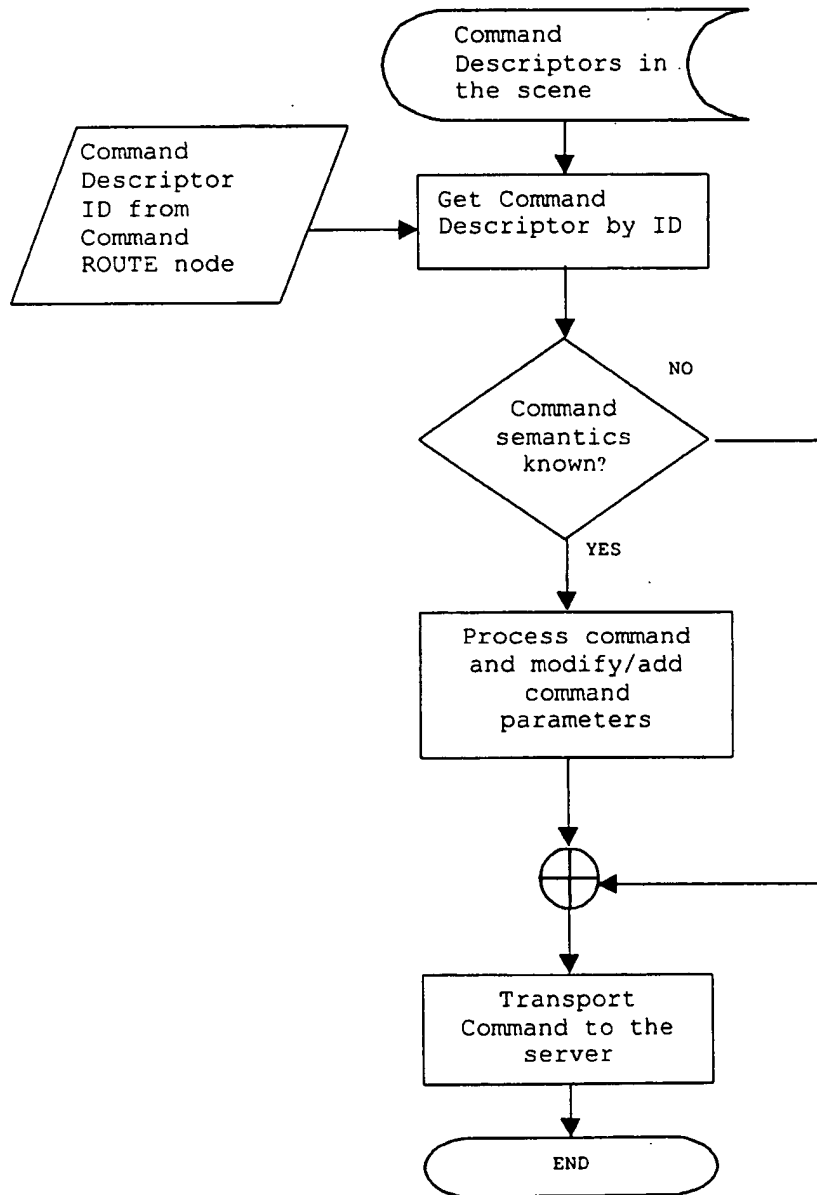 Command
Descriptors in
the scene
Command
Descriptor
ID from
Command
ROUTE node
Get Command
Descriptor by ID
NO
Command
semantics
known?
YES
Process command
and modify/add
command
parameters
Transport
Command to the
server
END